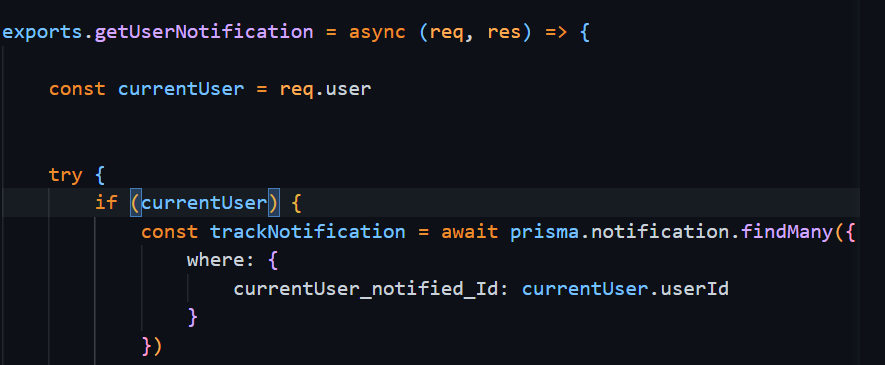 exports.getUserNotification = async (req, res) => {
const currentUser = req.user
try {
if (currentUser) {
const trackNotification = await prisma.notification.findMany({
where: {
currentUser_notified_Id: currentUser.userId
}
})